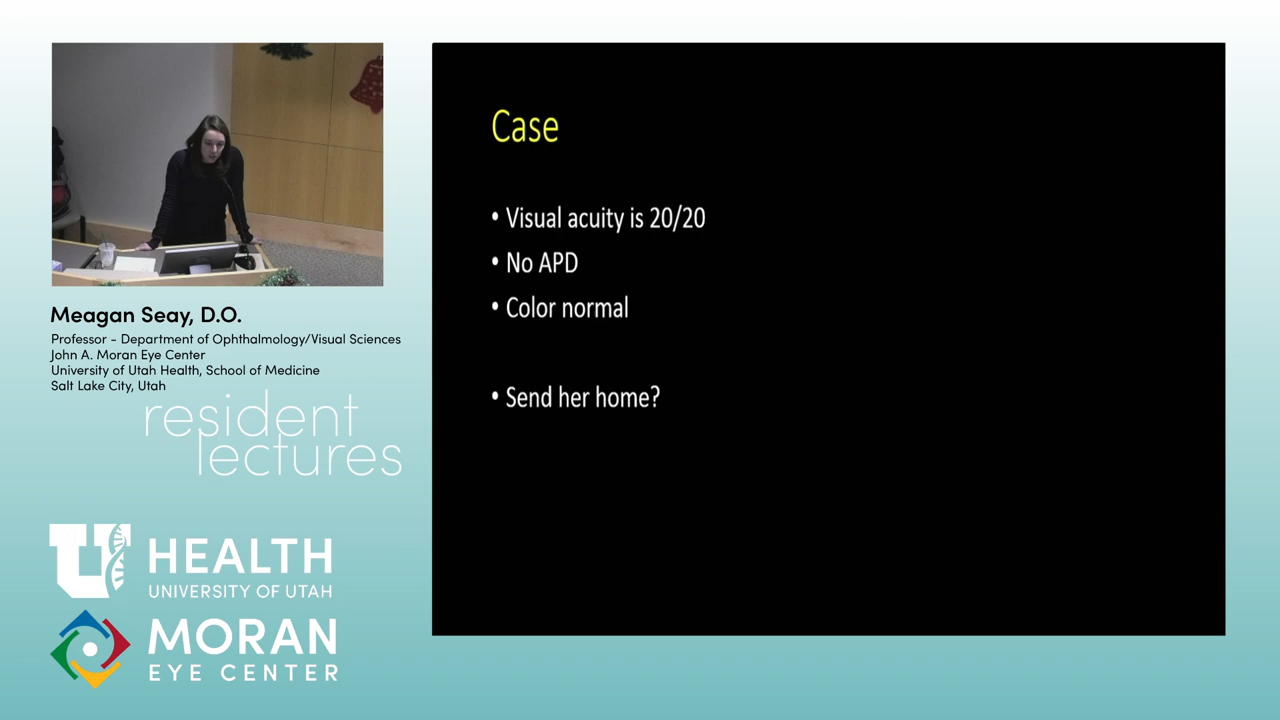 Case
• Visual acuity is 20/20
• No APD
• Color normal
• Send her home?
Meagan Seay, D.O.
Professor - Department of Ophthalmology/Visual Sciences
John A. Moran Eye Center
University of Utah Health, School of Medicine
Salt Lake City, Utah
resident
lectures
U HEALTH
UNIVERSITY OF UTAH
MORAN
EYE CENTER